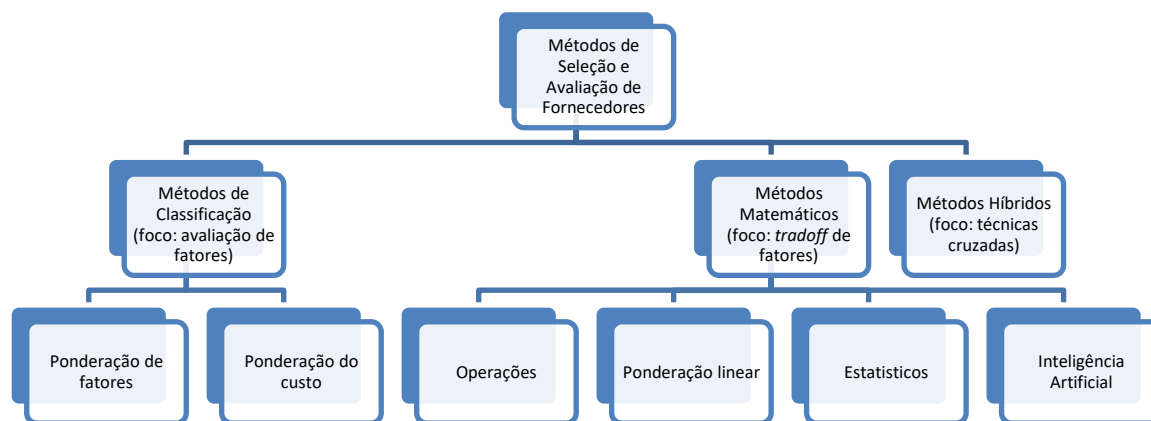 Métodos de
Seleção e
Avaliação de
Fornecedores
Métodos de
Classificação
(foco: avaliação de
fatores)
Métodos
Matemáticos
(foco: tradoff de
fatores)
Métodos Híbridos
(foco: técnicas
cruzadas)
Ponderação de
fatores
Ponderação do
custo
Operações
Ponderação linear
Estatisticos
Inteligência
Artificial